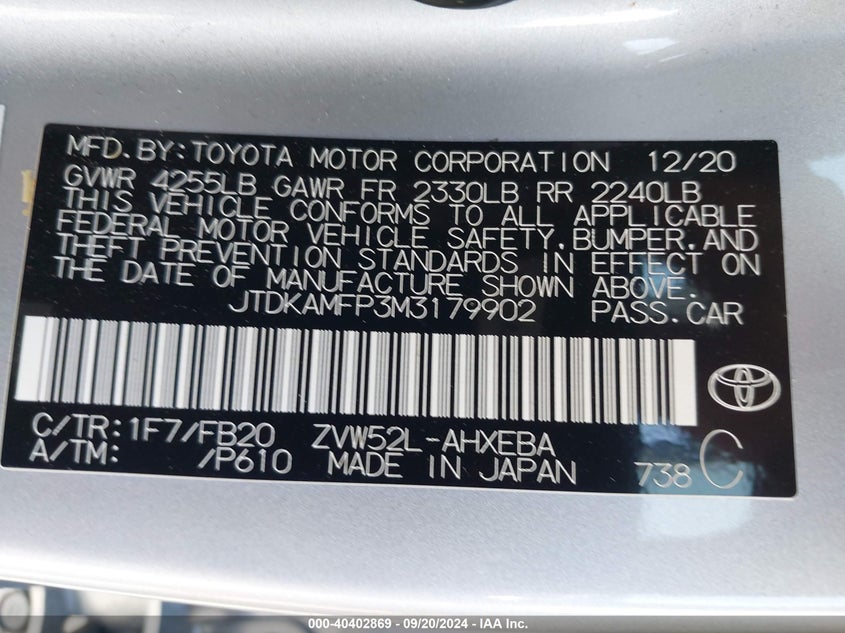 MFD.BY:TOYOTA MOTOR CORPORATION 12/20
GVWR 4255LB GAWR FR 2330LB RR 2240LB
THIS VEHICLE CONFORMS TO ALL APPLICABLE
FEDERAL MOTOR VEHICLE SAFETY,BUMPER,AND
THEFT PREVENTION STANDARDS IN EFFECT ON
THE DATE OF MANUFACTURE SHOWN ABOVE.
JTDKAMFP3M3179902 PASS.CAR
C/TR:1F7/FB20 ZVW52L-AHXEBA
A/TM: /P610 MADE IN JAPAN 738 C
000-40402869 - 09/20/2024 - IAA Inc.